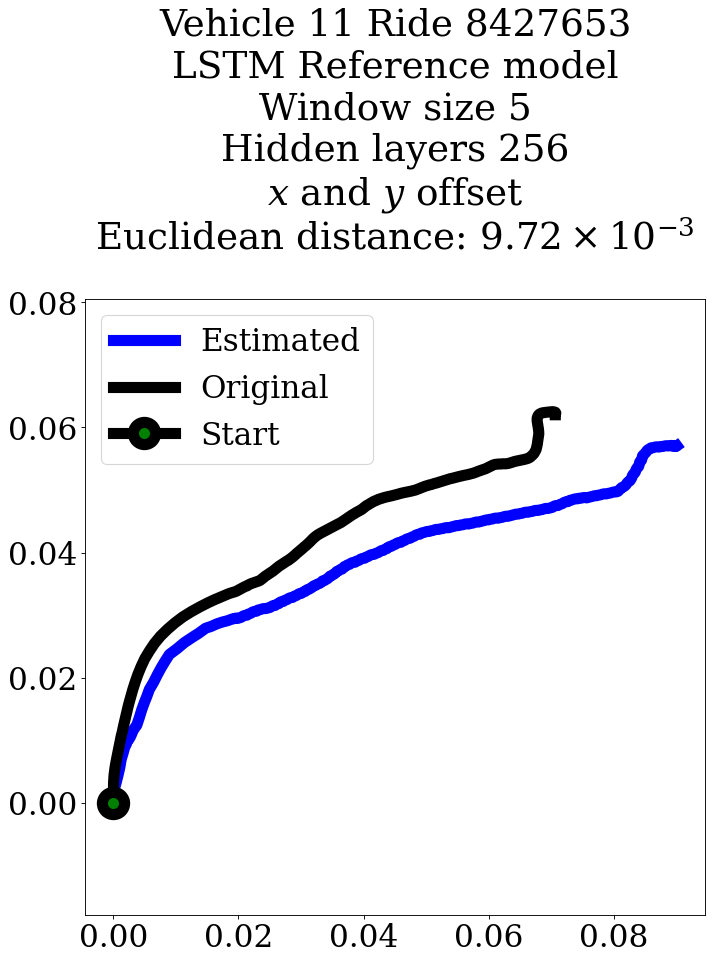 Vehicle 11 Ride 8427653
LSTM Reference model
Window size 5
Hidden layers 256
x and y offset
Euclidean distance: 9.72 × 10⁻³
0.08
0.06
0.04
0.02
0.00
Estimated
Original
Start
0.00 0.02 0.04 0.06 0.08